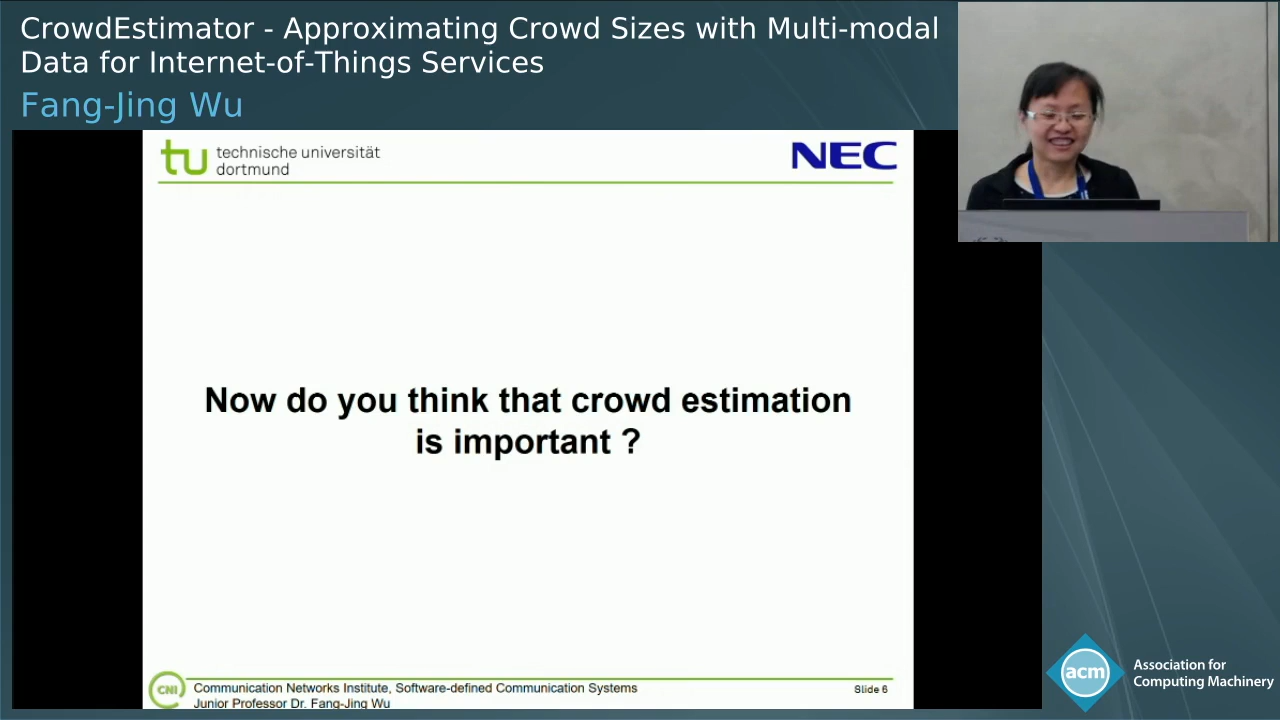 CrowdEstimator - Approximating Crowd Sizes with Multi-modal
Data for Internet-of-Things Services
Fang-Jing Wu
technische universität
dortmund
NEC
Now do you think that crowd estimation
is important ?
CNI
Communication Networks Institute, Software-defined Communication Systems
Junior Professor Dr. Fang-Jing Wu
Slide 6
acm
Association for
Computing Machinery